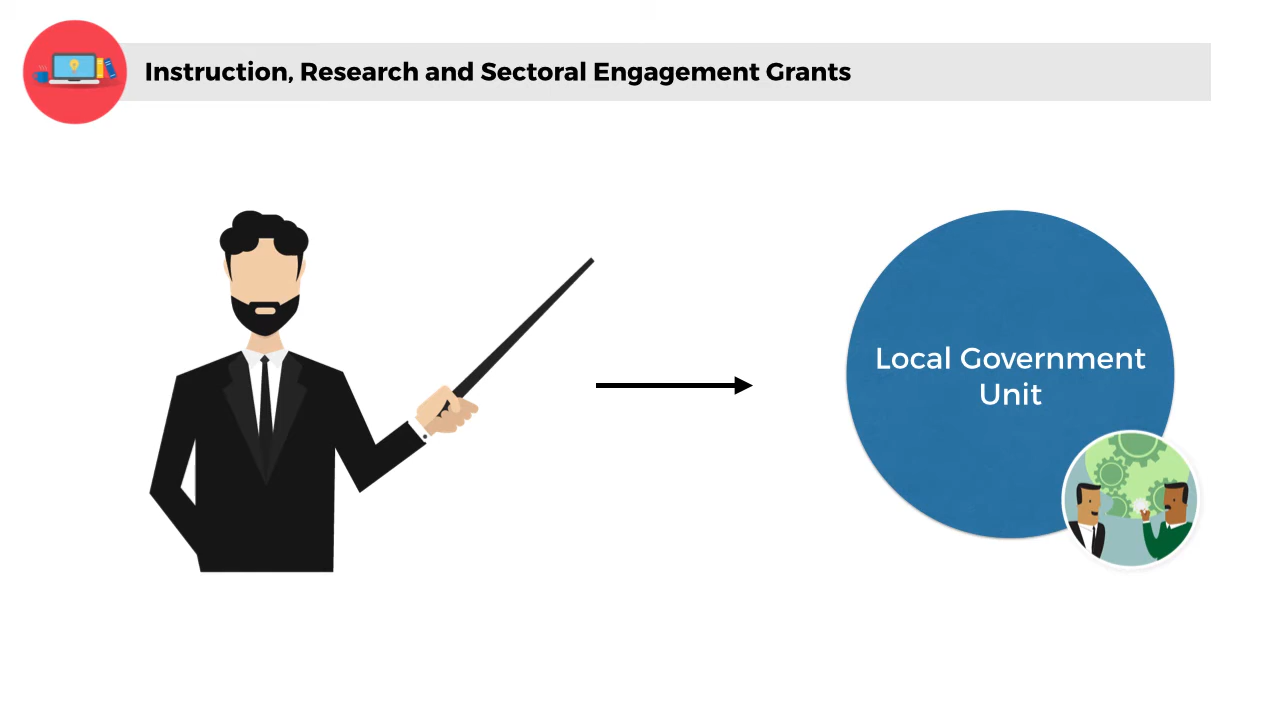 Instruction, Research and Sectoral Engagement Grants
Local Government
Unit